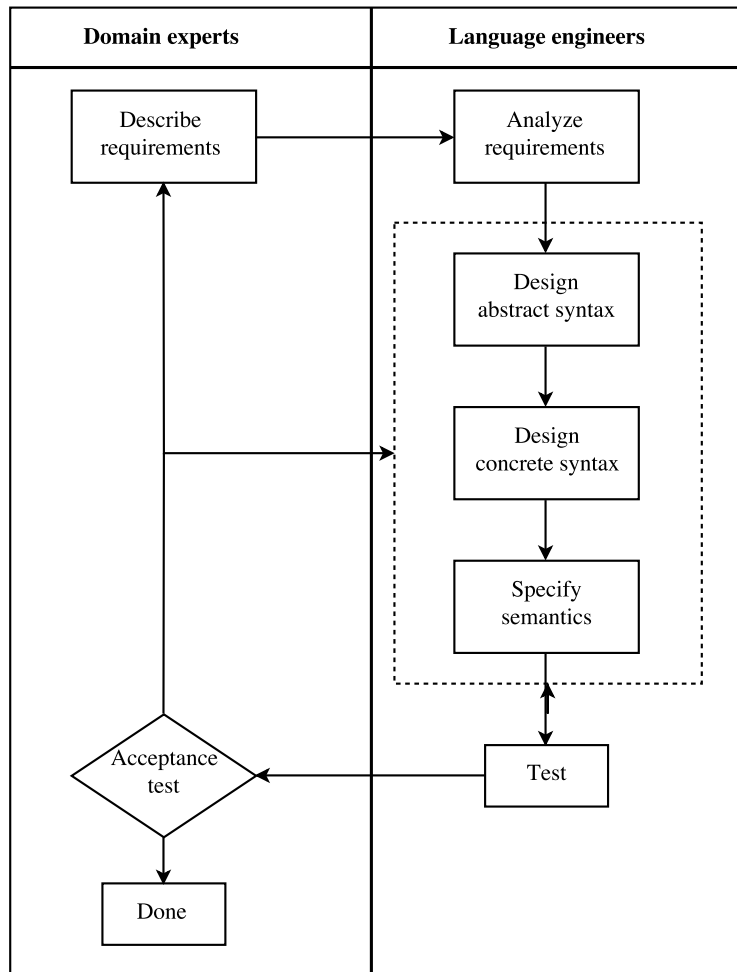 Domain experts
Language engineers
Describe
requirements
Analyze
requirements
Design
abstract syntax
Design
concrete syntax
Specify
semantics
Acceptance
test
Test
Done